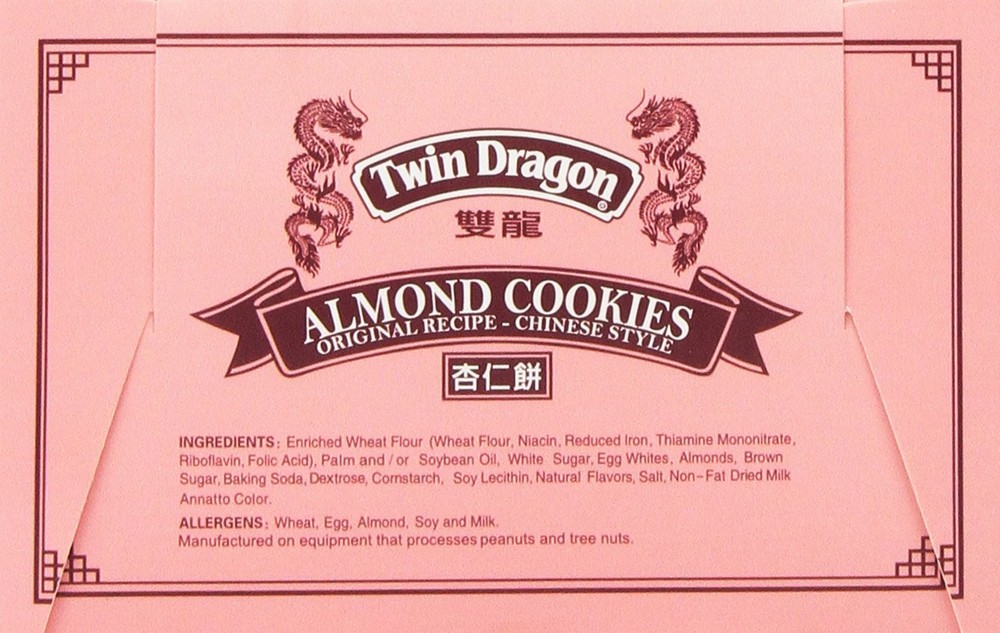 Twin Dragon®
雙龍
ALMOND COOKIES
ORIGINAL RECIPE - CHINESE STYLE
杏仁餅
INGREDIENTS: Enriched Wheat Flour (Wheat Flour, Niacin, Reduced Iron, Thiamine Mononitrate,
Riboflavin, Folic Acid), Palm and / or Soybean Oil, White Sugar, Egg Whites, Almonds, Brown
Sugar, Baking Soda, Dextrose, Cornstarch, Soy Lecithin, Natural Flavors, Salt, Non-Fat Dried Milk
Annatto Color.
ALLERGENS: Wheat, Egg, Almond, Soy and Milk.
Manufactured on equipment that processes peanuts and tree nuts.